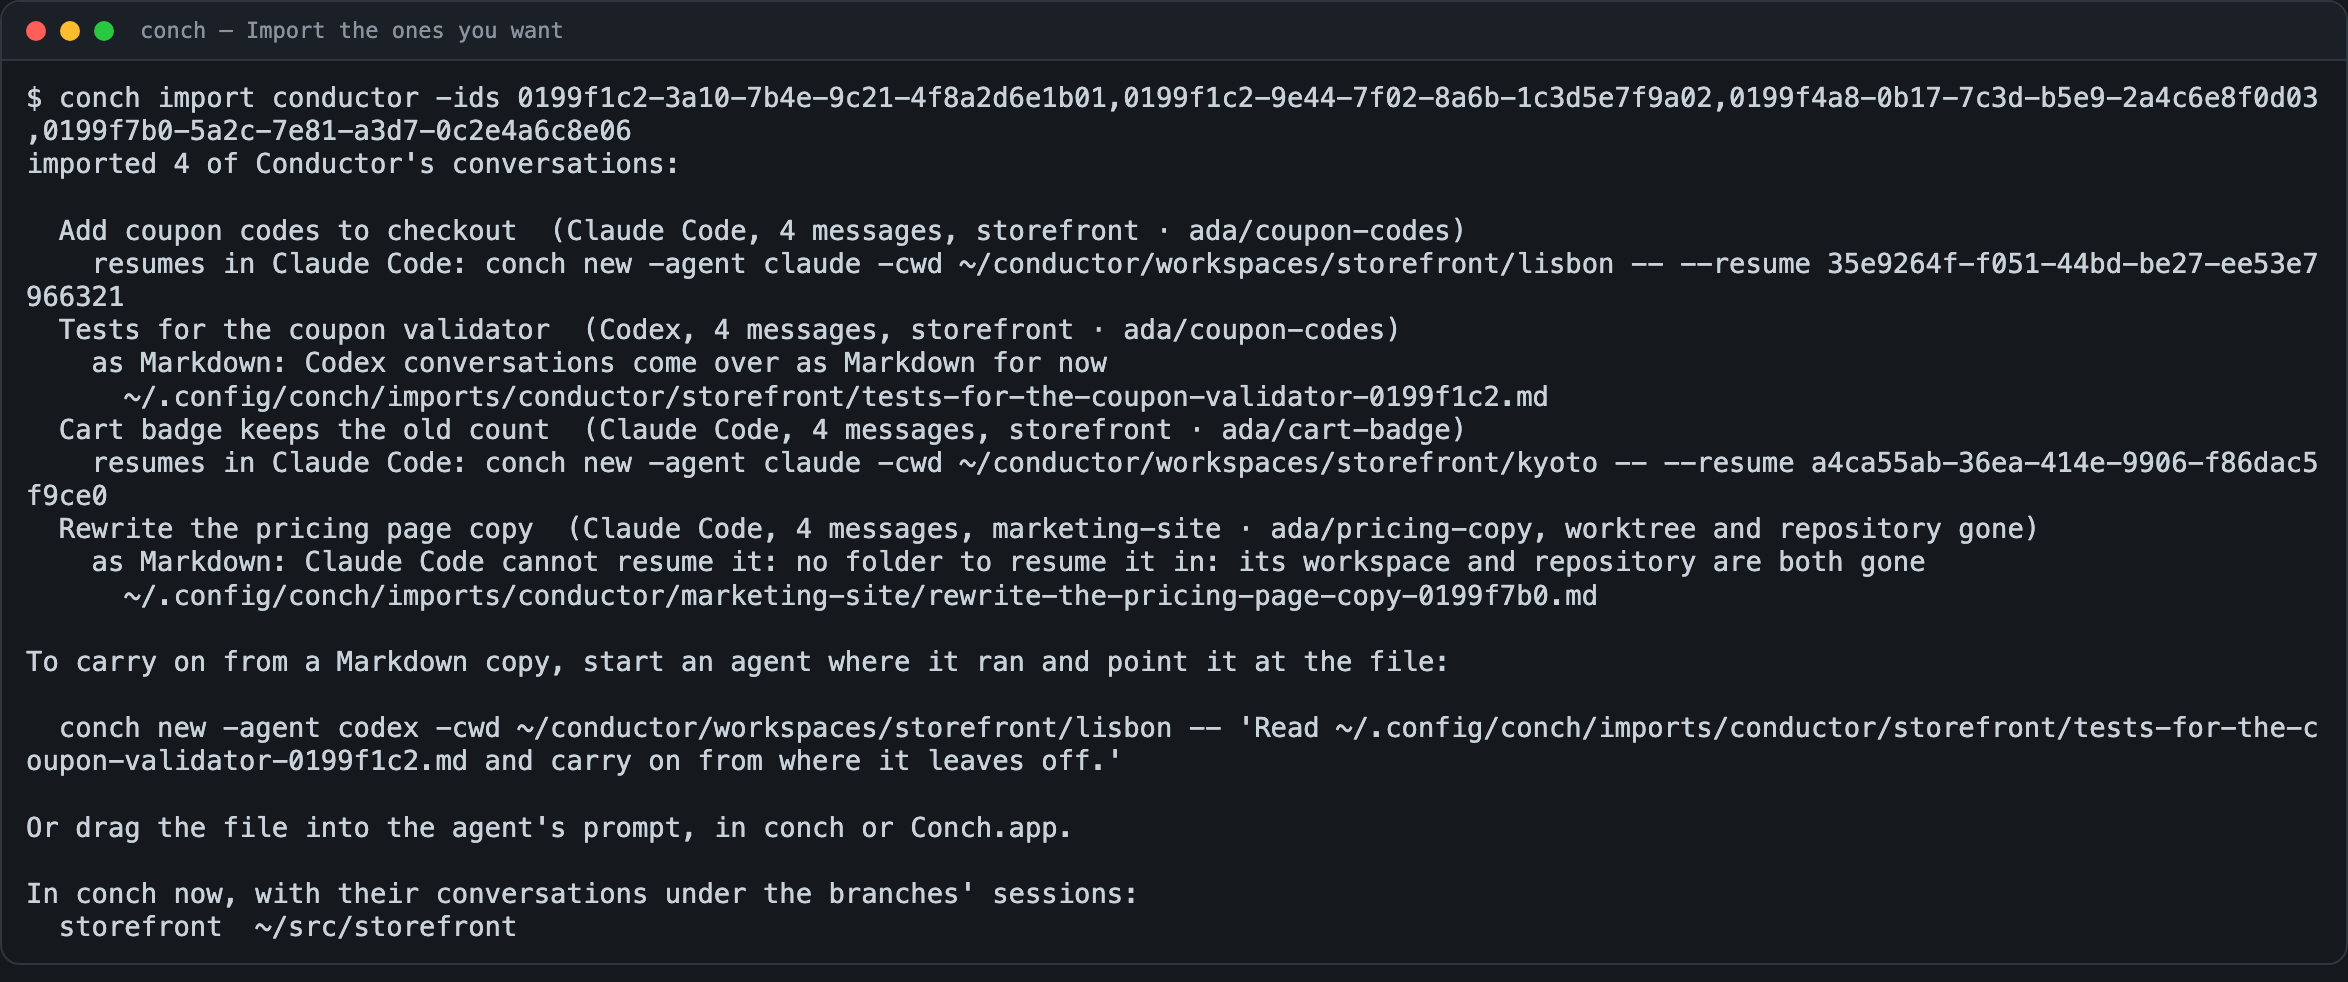 conch — Import the ones you want
$ conch import conductor -ids 0199f1c2-3a10-7b4e-9c21-4f8a2d6e1b01,0199f1c2-9e44-7f02-8a6b-1c3d5e7f9a02,0199f4a8-0b17-7c3d-b5e9-2a4c6e8f0d03
,0199f7b0-5a2c-7e81-a3d7-0c2e4a6c8e06
imported 4 of Conductor's conversations:
Add coupon codes to checkout  (Claude Code, 4 messages, storefront · ada/coupon-codes)
resumes in Claude Code: conch new -agent claude -cwd ~/conductor/workspaces/storefront/lisbon -- --resume 35e9264f-f051-44bd-be27-ee53e7
966321
Tests for the coupon validator  (Codex, 4 messages, storefront · ada/coupon-codes)
as Markdown: Codex conversations come over as Markdown for now
~/.config/conch/imports/conductor/storefront/tests-for-the-coupon-validator-0199f1c2.md
Cart badge keeps the old count  (Claude Code, 4 messages, storefront · ada/cart-badge)
resumes in Claude Code: conch new -agent claude -cwd ~/conductor/workspaces/storefront/kyoto -- --resume a4ca55ab-36ea-414e-9906-f86dac5
f9ce0
Rewrite the pricing page copy  (Claude Code, 4 messages, marketing-site · ada/pricing-copy, worktree and repository gone)
as Markdown: Claude Code cannot resume it: no folder to resume it in: its workspace and repository are both gone
~/.config/conch/imports/conductor/marketing-site/rewrite-the-pricing-page-copy-0199f7b0.md
To carry on from a Markdown copy, start an agent where it ran and point it at the file:
conch new -agent codex -cwd ~/conductor/workspaces/storefront/lisbon -- 'Read ~/.config/conch/imports/conductor/storefront/tests-for-the-c
oupon-validator-0199f1c2.md and carry on from where it leaves off.'
Or drag the file into the agent's prompt, in conch or Conch.app.
In conch now, with their conversations under the branches' sessions:
storefront  ~/src/storefront